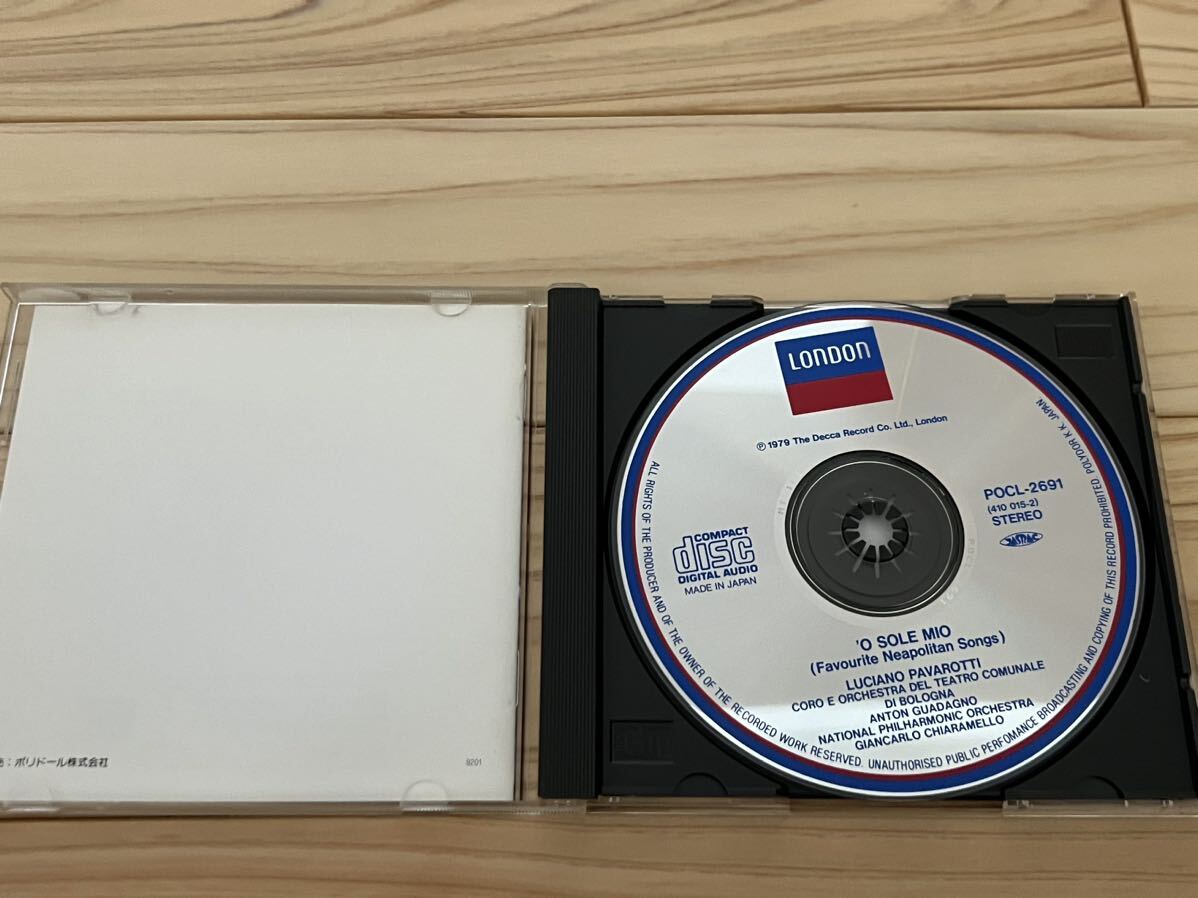 LONDON
℗ 1979 The Decca Record Co. Ltd., London
POCL-2691
(410 015-2)
STEREO
JASRAC
COMPACT
disc
DIGITAL AUDIO
MADE IN JAPAN
'O SOLE MIO
(Favourite Neapolitan Songs)
LUCIANO PAVAROTTI
CORO E ORCHESTRA DEL TEATRO COMUNALE
DI BOLOGNA
ANTON GUADAGNO
NATIONAL PHILHARMONIC ORCHESTRA
GIANCARLO CHIARAMELLO
ALL RIGHTS OF THE PRODUCER AND OF THE OWNER OF THE RECORDED WORK RESERVED. UNAUTHORISED PUBLIC PERFOMANCE BROADCASTING AND COPYING OF THIS RECORD PROHIBITED POLYDOR K.K. JAPAN
：ポリドール株式会社
8201